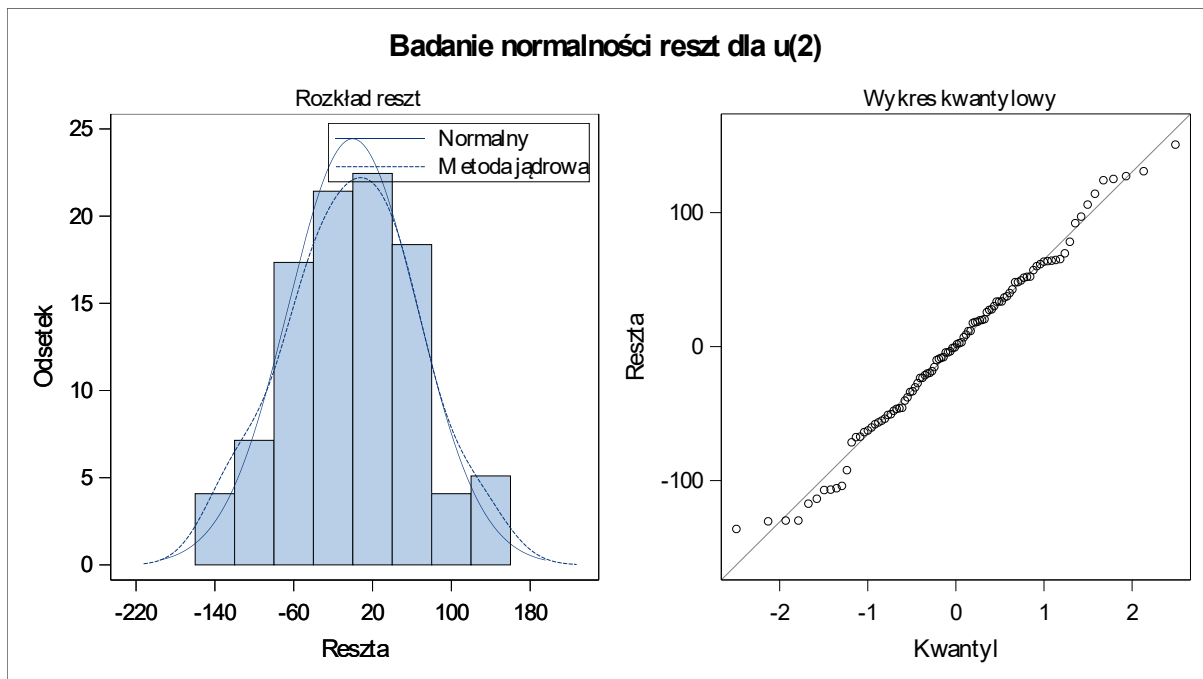 Badanie normalności reszt dla u(2)
Rozkład reszt
Normalny
Metoda jądrowa
25
20
15
10
5
0
Odsetek
-220 -140 -60 20 100 180
Reszta
Wykres kwantylowy
100
0
-100
Reszta
-2 -1 0 1 2
Kwantyl